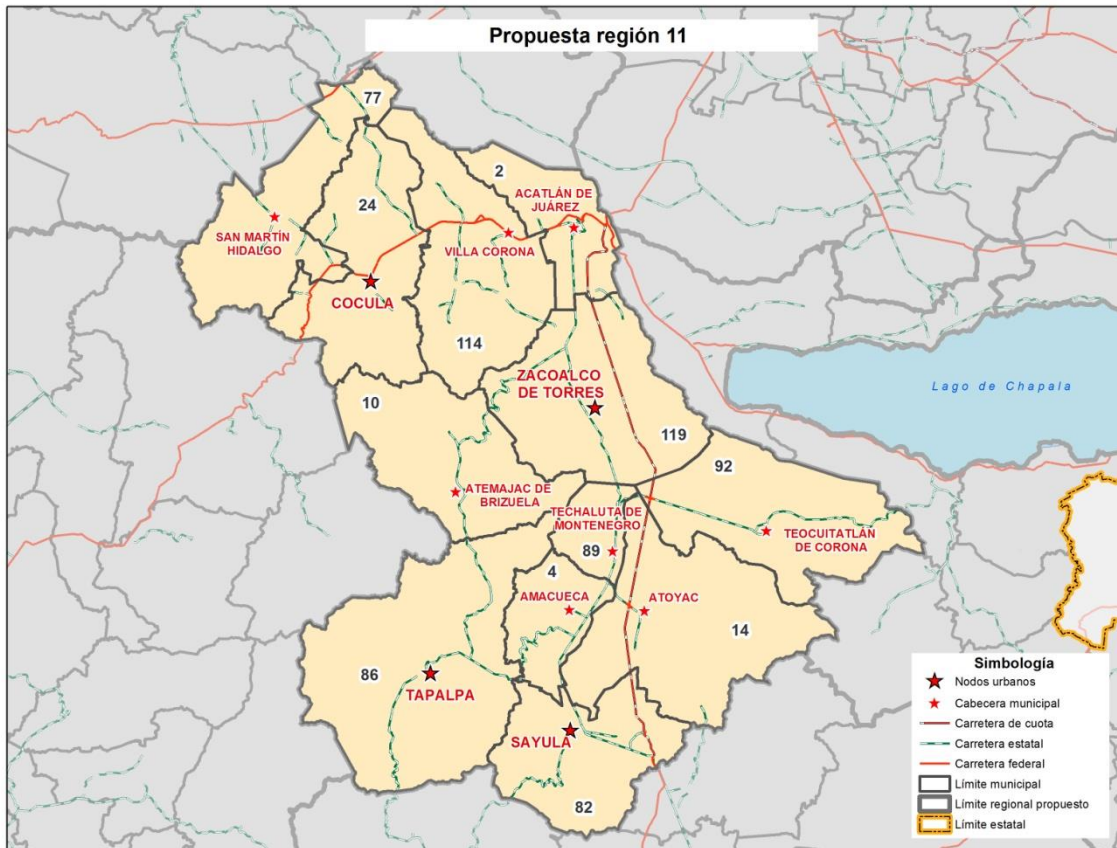 Propuesta región 11
77
2
ACATLÁN DE
JUÁREZ
24
SAN MARTÍN
HIDALGO
VILLA CORONA
COCULA
114
ZACOALCO
DE TORRES
Lago de Chapala
10
119
92
ATEMAJAC DE
BRIZUELA
TECHALUTA DE
MONTENEGRO
TEOCUITATLÁN
DE CORONA
89
4
AMACUECA
ATOYAC
14
86
TAPALPA
SAYULA
82
Simbología
Nodos urbanos
Cabecera municipal
Carretera de cuota
Carretera estatal
Carretera federal
Límite municipal
Límite regional propuesto
Límite estatal